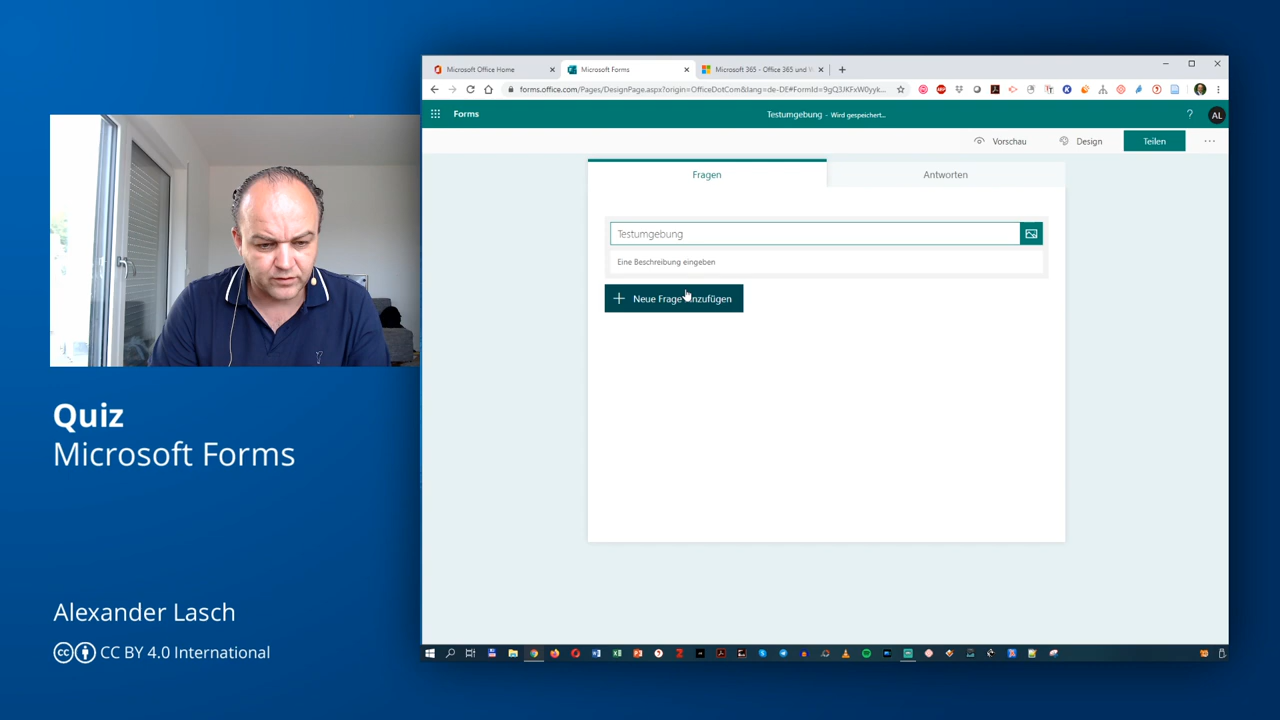 Microsoft Office Home
Microsoft Forms
Microsoft 365 - Office 365 und
forms.office.com/Pages/DesignPage.aspx?origin=OfficeDotCom&lang=de-DE#FormId=9gQ3JKFxW0yyk...
Forms
Testumgebung - Wird gespeichert...
? AL
Vorschau
Design
Teilen
Fragen
Antworten
Testumgebung
Eine Beschreibung eingeben
Neue Frage hinzufügen
Quiz
Microsoft Forms
Alexander Lasch
CC BY 4.0 International